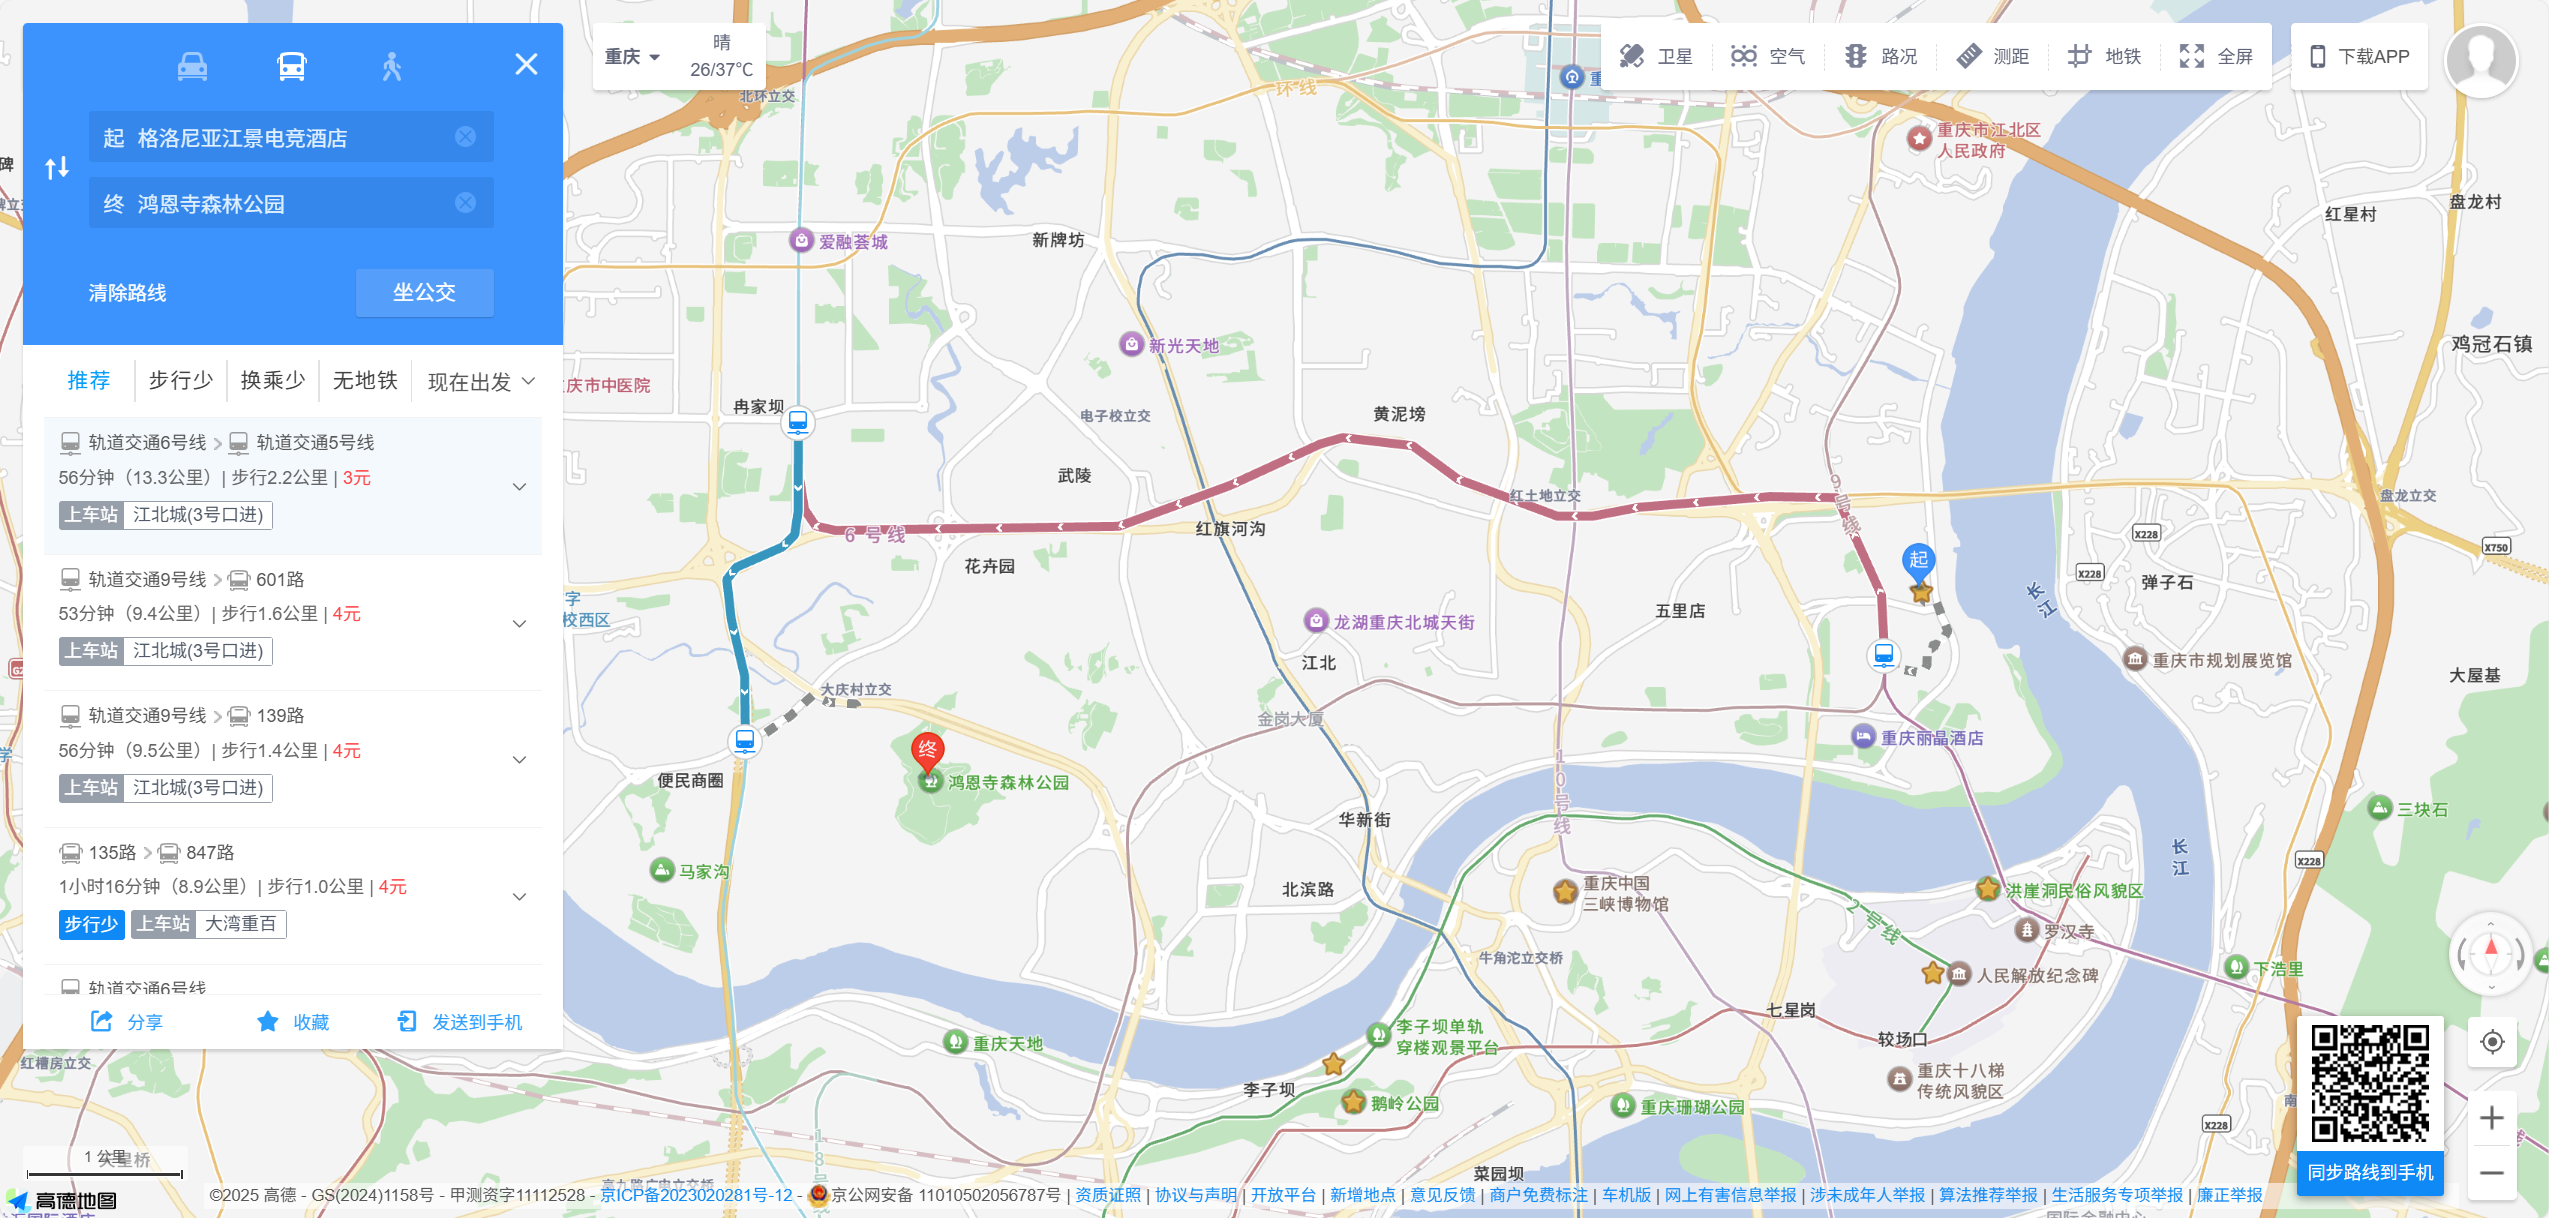 起 格洛尼亚江景电竞酒店
终 鸿恩寺森林公园
清除路线
坐公交
推荐
步行少
换乘少
无地铁
现在出发
轨道交通6号线
轨道交通5号线
56分钟（13.3公里）| 步行2.2公里 | 3元
上车站 江北城(3号口进)
轨道交通9号线
601路
53分钟（9.4公里）| 步行1.6公里 | 4元
上车站 江北城(3号口进)
轨道交通9号线
139路
56分钟（9.5公里）| 步行1.4公里 | 4元
上车站 江北城(3号口进)
135路
847路
1小时16分钟（8.9公里）| 步行1.0公里 | 4元
步行少 上车站 大湾重百
轨道交通6号线
分享
收藏
发送到手机
重庆
晴
26/37℃
卫星
空气
路况
测距
地铁
全屏
下载APP
北环立交
环线
重
重庆市江北区
人民政府
红星村
盘龙村
碑
爱融荟城
新牌坊
新光天地
鸡冠石镇
庆市中医院
冉家坝
电子校立交
黄泥塝
武陵
红土地立交
9号线
盘龙立交
6号线
红旗河沟
花卉园
起
X228
X750
X228
弹子石
长江
字
校西区
龙湖重庆北城天街
五里店
江北
重庆市规划展览馆
大屋基
大庆村立交
金岗大厦
重庆丽晶酒店
终
鸿恩寺森林公园
便民商圈
10号线
三块石
华新街
长江
X228
马家沟
北滨路
重庆中国
三峡博物馆
2号线
洪崖洞民俗风貌区
罗汉寺
牛角沱立交桥
人民解放纪念碑
下浩里
七星岗
李子坝单轨
穿楼观景平台
较场口
重庆天地
红槽房立交
李子坝
鹅岭公园
重庆十八梯
传统风貌区
重庆珊瑚公园
X228
南
18号线
菜园坝
1 公里
高德地图
同步路线到手机
©2025 高德 - GS(2024)1158号 - 甲测资字11112528 - 京ICP备2023020281号-12 - 京公网安备 11010502056787号 | 资质证照 | 协议与声明 | 开放平台 | 新增地点 | 意见反馈 | 商户免费标注 | 车机版 | 网上有害信息举报 | 涉未成年人举报 | 算法推荐举报 | 生活服务专项举报 | 廉正举报